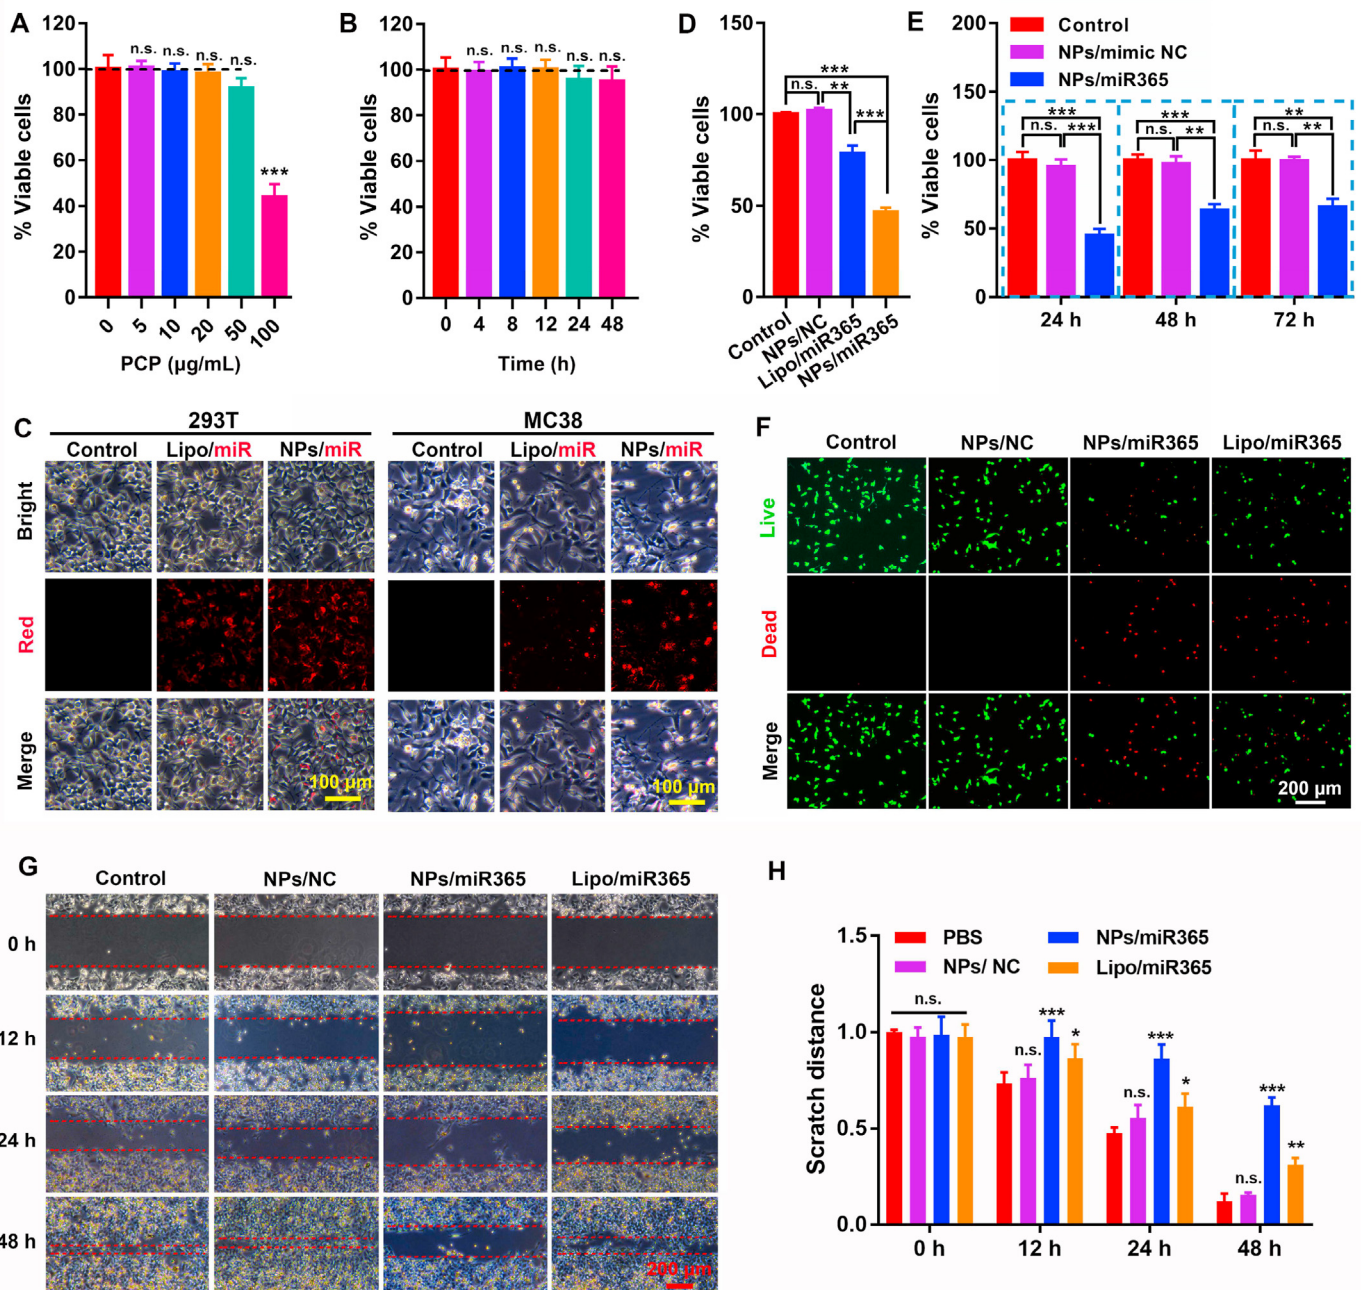 A
120
100
80
60
40
20
0
% Viable cells
n.s. n.s. n.s. n.s.
***
0 5 10 20 50 100
PCP (μg/mL)
B
120
100
80
60
40
20
0
% Viable cells
n.s. n.s. n.s. n.s. n.s.
0 4 8 12 24 48
Time (h)
D
150
100
50
0
% Viable cells
***
n.s. **
***
Control
NPs/NC
Lipo/miR365
NPs/miR365
E
200
150
100
50
0
% Viable cells
Control
NPs/mimic NC
NPs/miR365
*** *** **
n.s. *** n.s. ** n.s. **
24 h 48 h 72 h
C
293T MC38
Control Lipo/miR NPs/miR Control Lipo/miR NPs/miR
Bright
Red
Merge
100 μm 100 μm
F
Control NPs/NC NPs/miR365 Lipo/miR365
Live
Dead
Merge
200 μm
G
Control NPs/NC NPs/miR365 Lipo/miR365
0 h
12 h
24 h
48 h
200 μm
H
1.5
1.0
0.5
0.0
Scratch distance
PBS NPs/miR365
NPs/ NC Lipo/miR365
n.s.
n.s. *** *
n.s. *** *
n.s. *** **
0 h 12 h 24 h 48 h